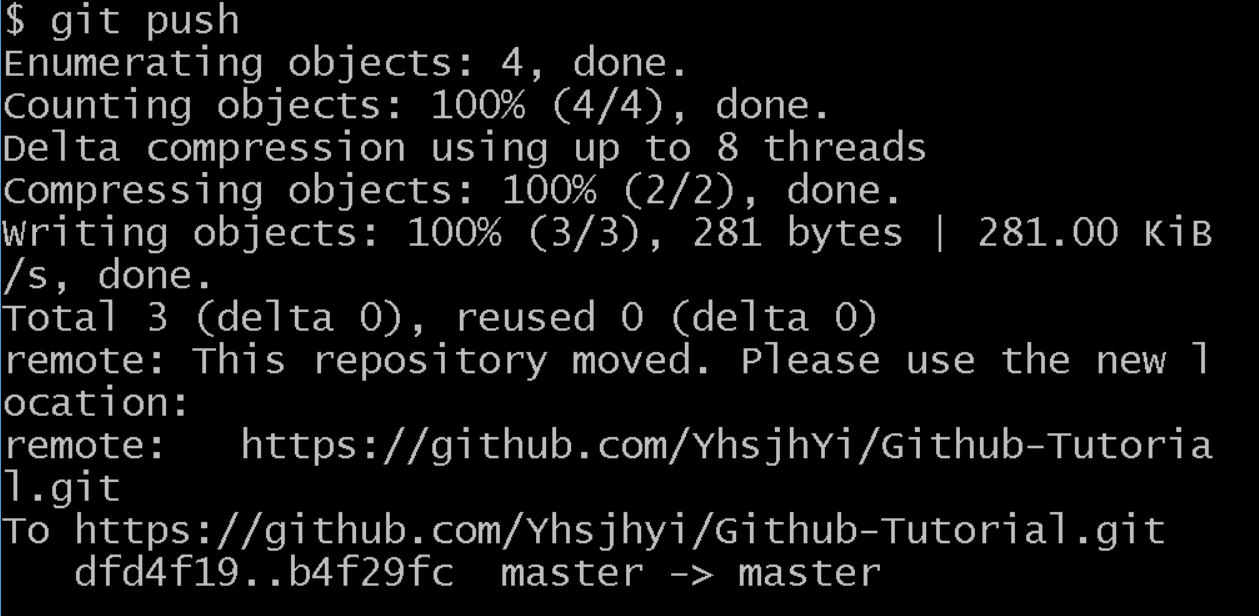 $ git push
Enumerating objects: 4, done.
Counting objects: 100% (4/4), done.
Delta compression using up to 8 threads
Compressing objects: 100% (2/2), done.
Writing objects: 100% (3/3), 281 bytes | 281.00 KiB
/s, done.
Total 3 (delta 0), reused 0 (delta 0)
remote: This repository moved. Please use the new l
ocation:
remote:   https://github.com/YhsjhYi/Github-Tutoria
l.git
To https://github.com/Yhsjhyi/Github-Tutorial.git
   dfd4f19..b4f29fc  master -> master